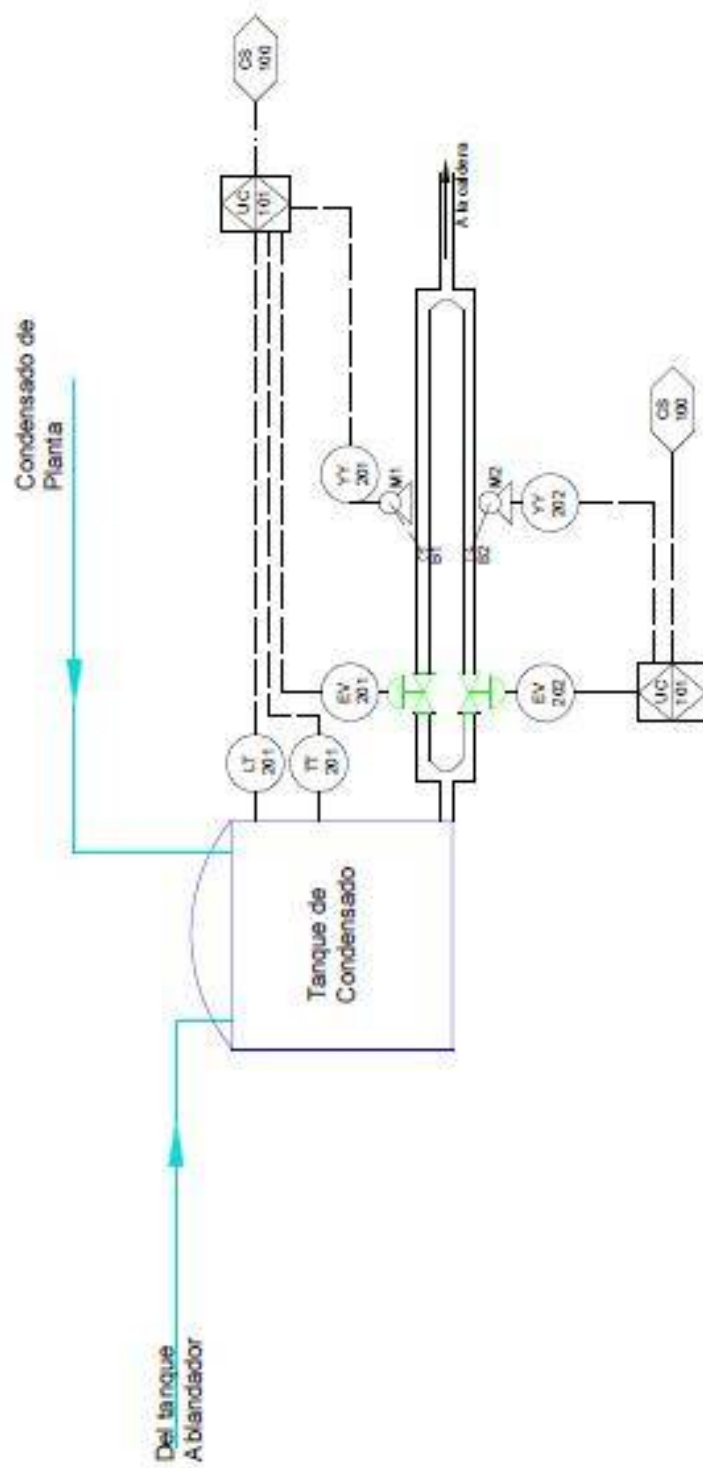 Del tanque
Ablandador
Condensado de
Planta
Tanque de
Condensado
LT
201
TT
201
EV
201
EV
202
YY
201
M1
B1
YY
202
M2
B2
UC
101
CS
100
UC
101
CS
100
A la caldera